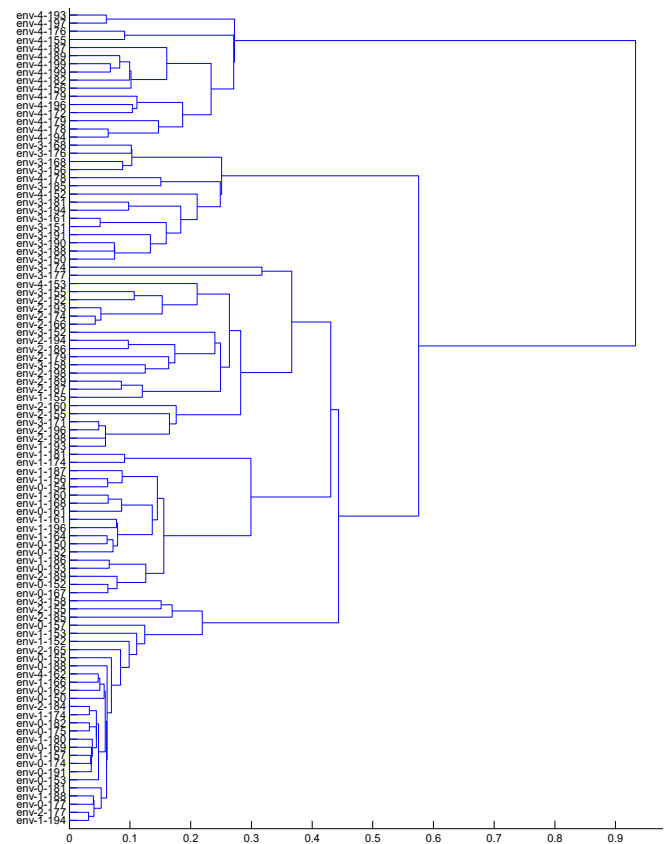 env-4-193
env-4-197
env-4-176
env-4-155
env-4-187
env-4-189
env-4-199
env-4-199
env-4-182
env-4-156
env-4-179
env-4-196
env-4-172
env-4-179
env-4-178
env-4-194
env-3-168
env-3-176
env-3-168
env-3-156
env-4-178
env-3-185
env-4-152
env-3-181
env-3-194
env-3-161
env-3-151
env-3-191
env-3-190
env-3-188
env-3-150
env-3-174
env-3-177
env-4-153
env-3-155
env-2-152
env-2-193
env-2-174
env-2-166
env-3-152
env-2-194
env-2-186
env-2-179
env-3-158
env-2-198
env-2-189
env-2-187
env-1-155
env-2-160
env-2-155
env-3-171
env-2-196
env-2-198
env-1-193
env-1-181
env-1-174
env-1-187
env-1-156
env-0-154
env-1-160
env-1-168
env-0-161
env-1-161
env-1-196
env-1-164
env-0-150
env-0-152
env-1-186
env-0-193
env-2-189
env-0-152
env-0-167
env-3-158
env-2-155
env-2-185
env-0-157
env-1-153
env-1-152
env-2-165
env-0-155
env-0-188
env-4-162
env-1-166
env-0-162
env-0-150
env-2-184
env-1-174
env-0-182
env-0-175
env-1-180
env-0-169
env-1-157
env-0-174
env-0-191
env-0-153
env-0-181
env-1-188
env-0-177
env-2-177
env-1-194
0 0.1 0.2 0.3 0.4 0.5 0.6 0.7 0.8 0.9